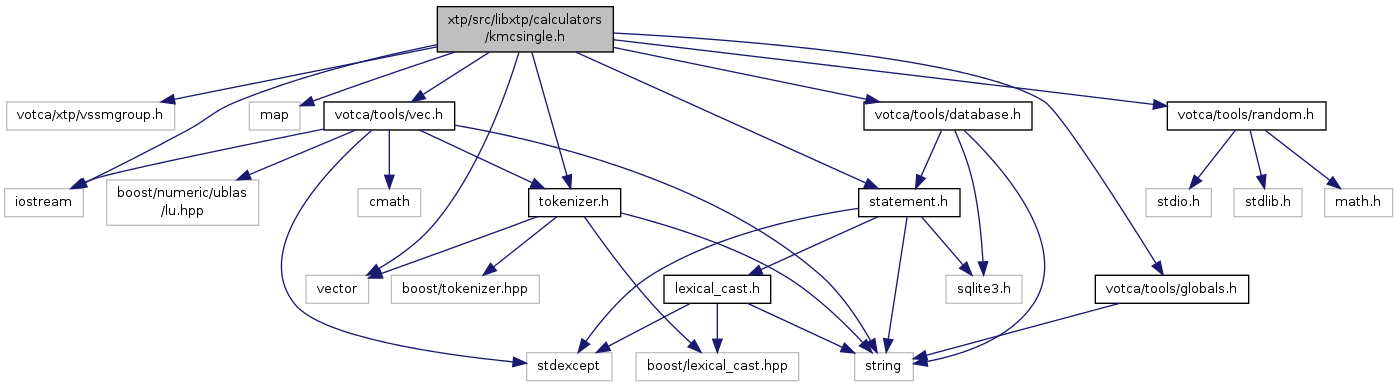 xtp/src/libxtp/calculators
/kmcsingle.h
votca/xtp/vssmgroup.h
map
votca/tools/vec.h
votca/tools/database.h
votca/tools/random.h
iostream
boost/numeric/ublas
/lu.hpp
cmath
tokenizer.h
statement.h
stdio.h
stdlib.h
math.h
vector
boost/tokenizer.hpp
lexical_cast.h
sqlite3.h
votca/tools/globals.h
stdexcept
boost/lexical_cast.hpp
string